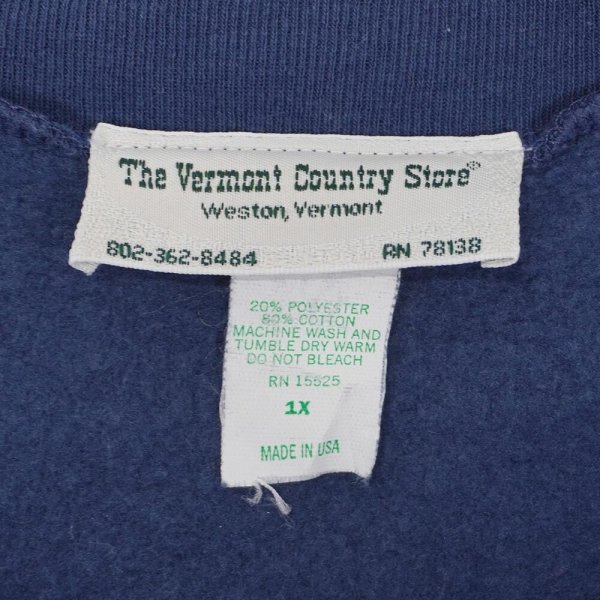 The Vermont Country Store®
Weston, Vermont
802-362-8484 RN 78138
20% POLYESTER
80% COTTON
MACHINE WASH AND
TUMBLE DRY WARM
DO NOT BLEACH
RN 15525
1X
MADE IN USA